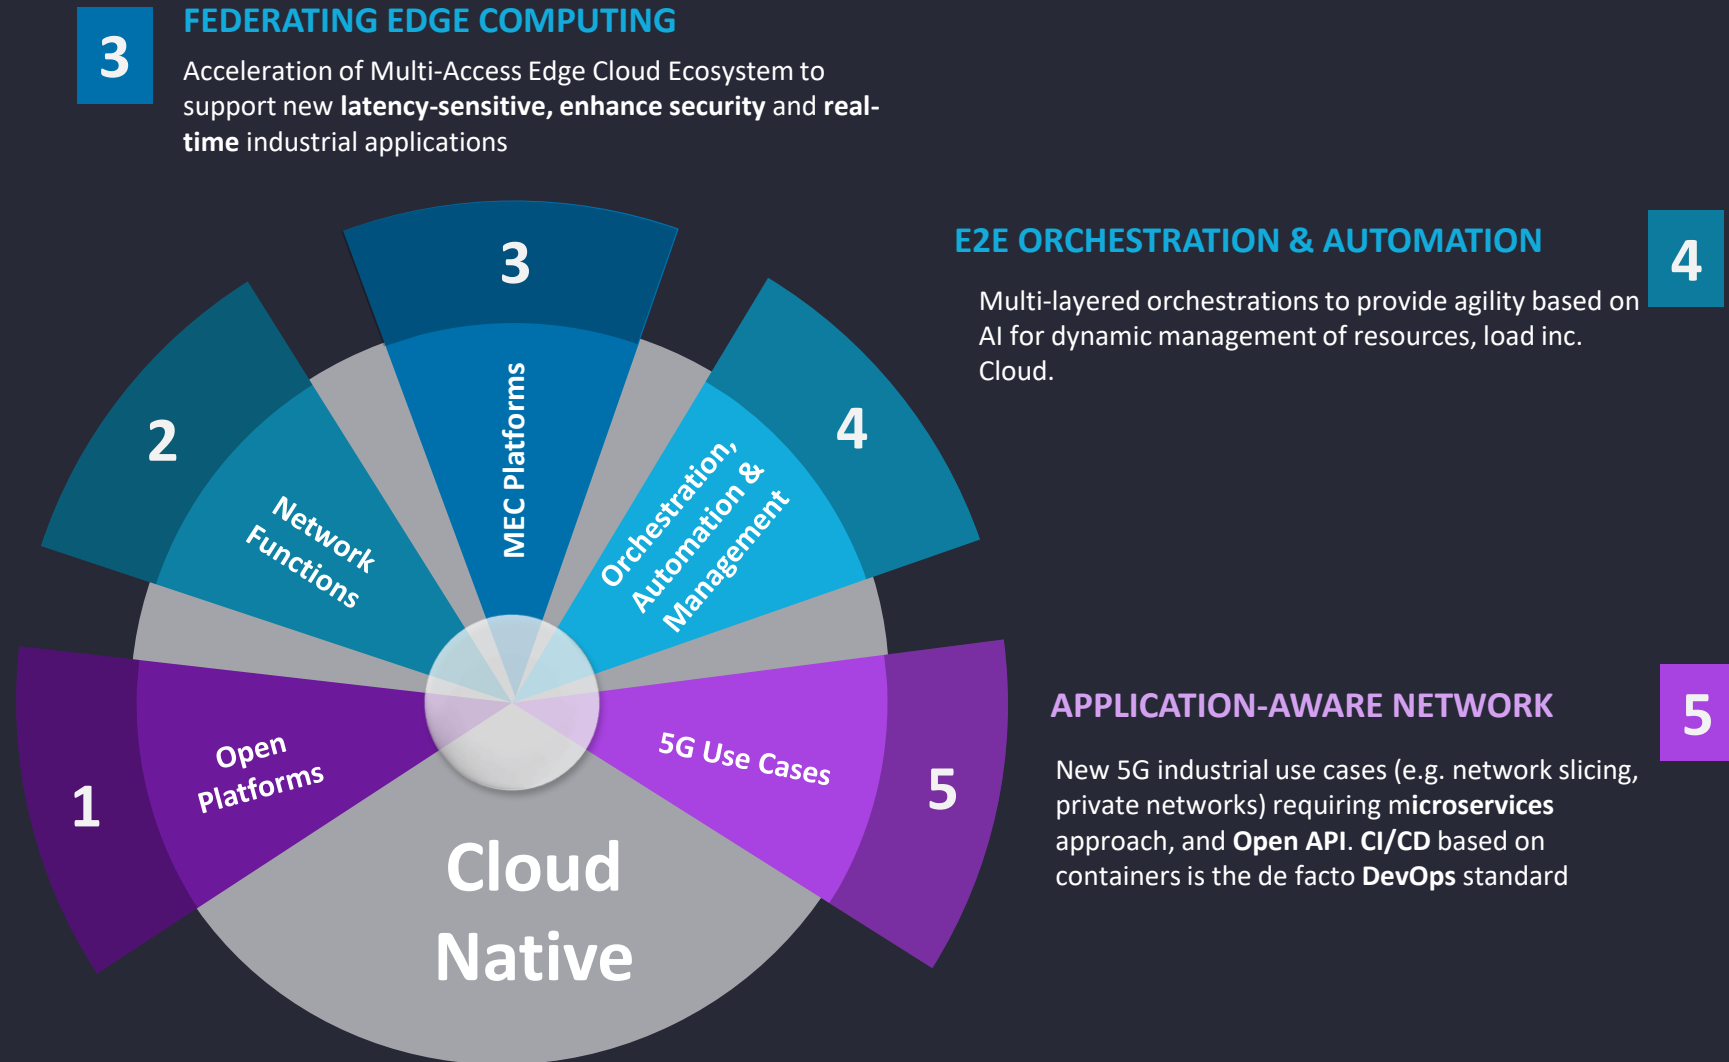 3
FEDERATING EDGE COMPUTING
Acceleration of Multi-Access Edge Cloud Ecosystem to
support new latency-sensitive, enhance security and real-
time industrial applications
3
MEC Platforms
2
Network
Functions
4
Orchestration,
Automation &
Management
E2E ORCHESTRATION & AUTOMATION
4
Multi-layered orchestrations to provide agility based on
AI for dynamic management of resources, load inc.
Cloud.
1
Open
Platforms
5G Use Cases
5
Cloud
Native
APPLICATION-AWARE NETWORK
5
New 5G industrial use cases (e.g. network slicing,
private networks) requiring microservices
approach, and Open API. CI/CD based on
containers is the de facto DevOps standard